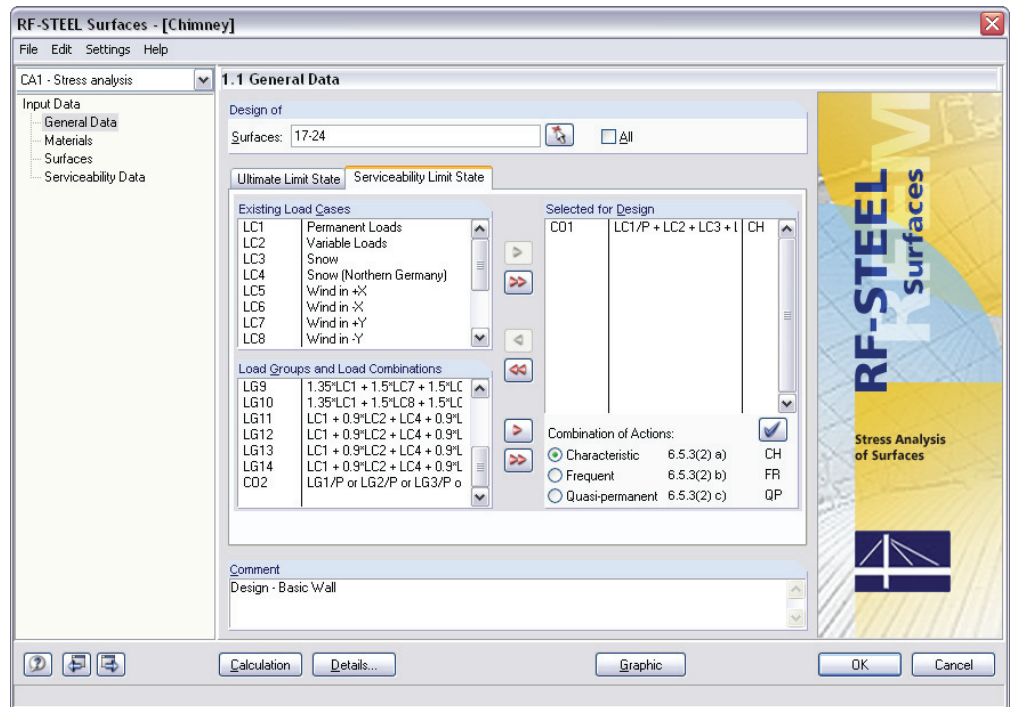 RF-STEEL Surfaces - [Chimney]
File Edit Settings Help
CA1 - Stress analysis
Input Data
General Data
Materials
Surfaces
Serviceability Data
1.1 General Data
Design of
Surfaces: 17-24
All
Ultimate Limit State Serviceability Limit State
Existing Load Cases
LC1 Permanent Loads
LC2 Variable Loads
LC3 Snow
LC4 Snow (Northern Germany)
LC5 Wind in +X
LC6 Wind in -X
LC7 Wind in +Y
LC8 Wind in -Y
Load Groups and Load Combinations
LG9 1.35*LC1 + 1.5*LC7 + 1.5*LC
LG10 1.35*LC1 + 1.5*LC8 + 1.5*LC
LG11 LC1 + 0.9*LC2 + LC4 + 0.9*L
LG12 LC1 + 0.9*LC2 + LC4 + 0.9*L
LG13 LC1 + 0.9*LC2 + LC4 + 0.9*L
LG14 LC1 + 0.9*LC2 + LC4 + 0.9*L
CO2 LG1/P or LG2/P or LG3/P o
Selected for Design
CO1 LC1/P + LC2 + LC3 + L CH
Combination of Actions:
Characteristic 6.5.3(2) a) CH
Frequent 6.5.3(2) b) FR
Quasi-permanent 6.5.3(2) c) QP
Comment
Design - Basic Wall
RFEM
RF-STEEL
Surfaces
Stress Analysis
of Surfaces
Calculation Details... Graphic OK Cancel